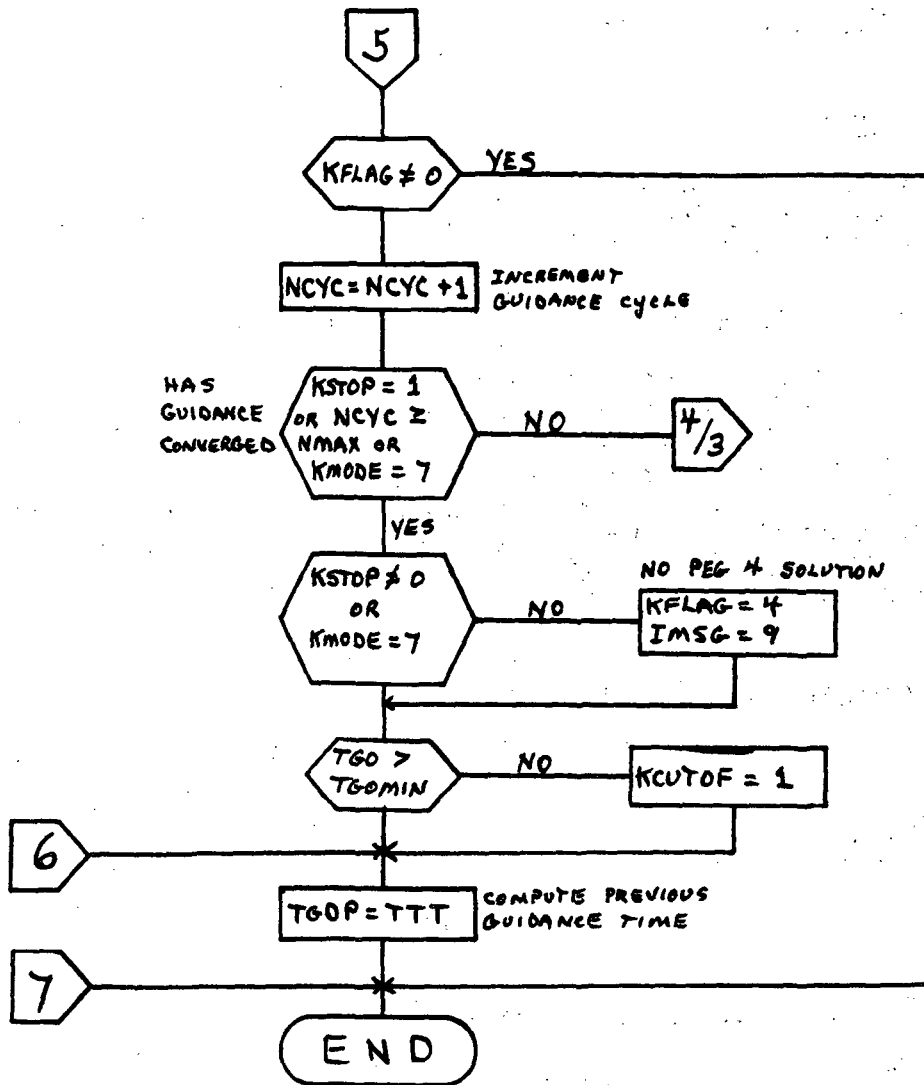 5
KFLAG ≠ 0
YES
NCYC = NCYC + 1
INCREMENT
GUIDANCE CYCLE
HAS
GUIDANCE
CONVERGED
KSTOP = 1
OR NCYC ≥
NMAX OR
KMODE = 7
NO
4/3
YES
KSTOP ≠ 0
OR
KMODE = 7
NO
NO PEG 4 SOLUTION
KFLAG = 4
IMSG = 9
TGO >
TGOMIN
NO
KCUTOF = 1
6
TGOP = TTT
COMPUTE PREVIOUS
GUIDANCE TIME
7
END